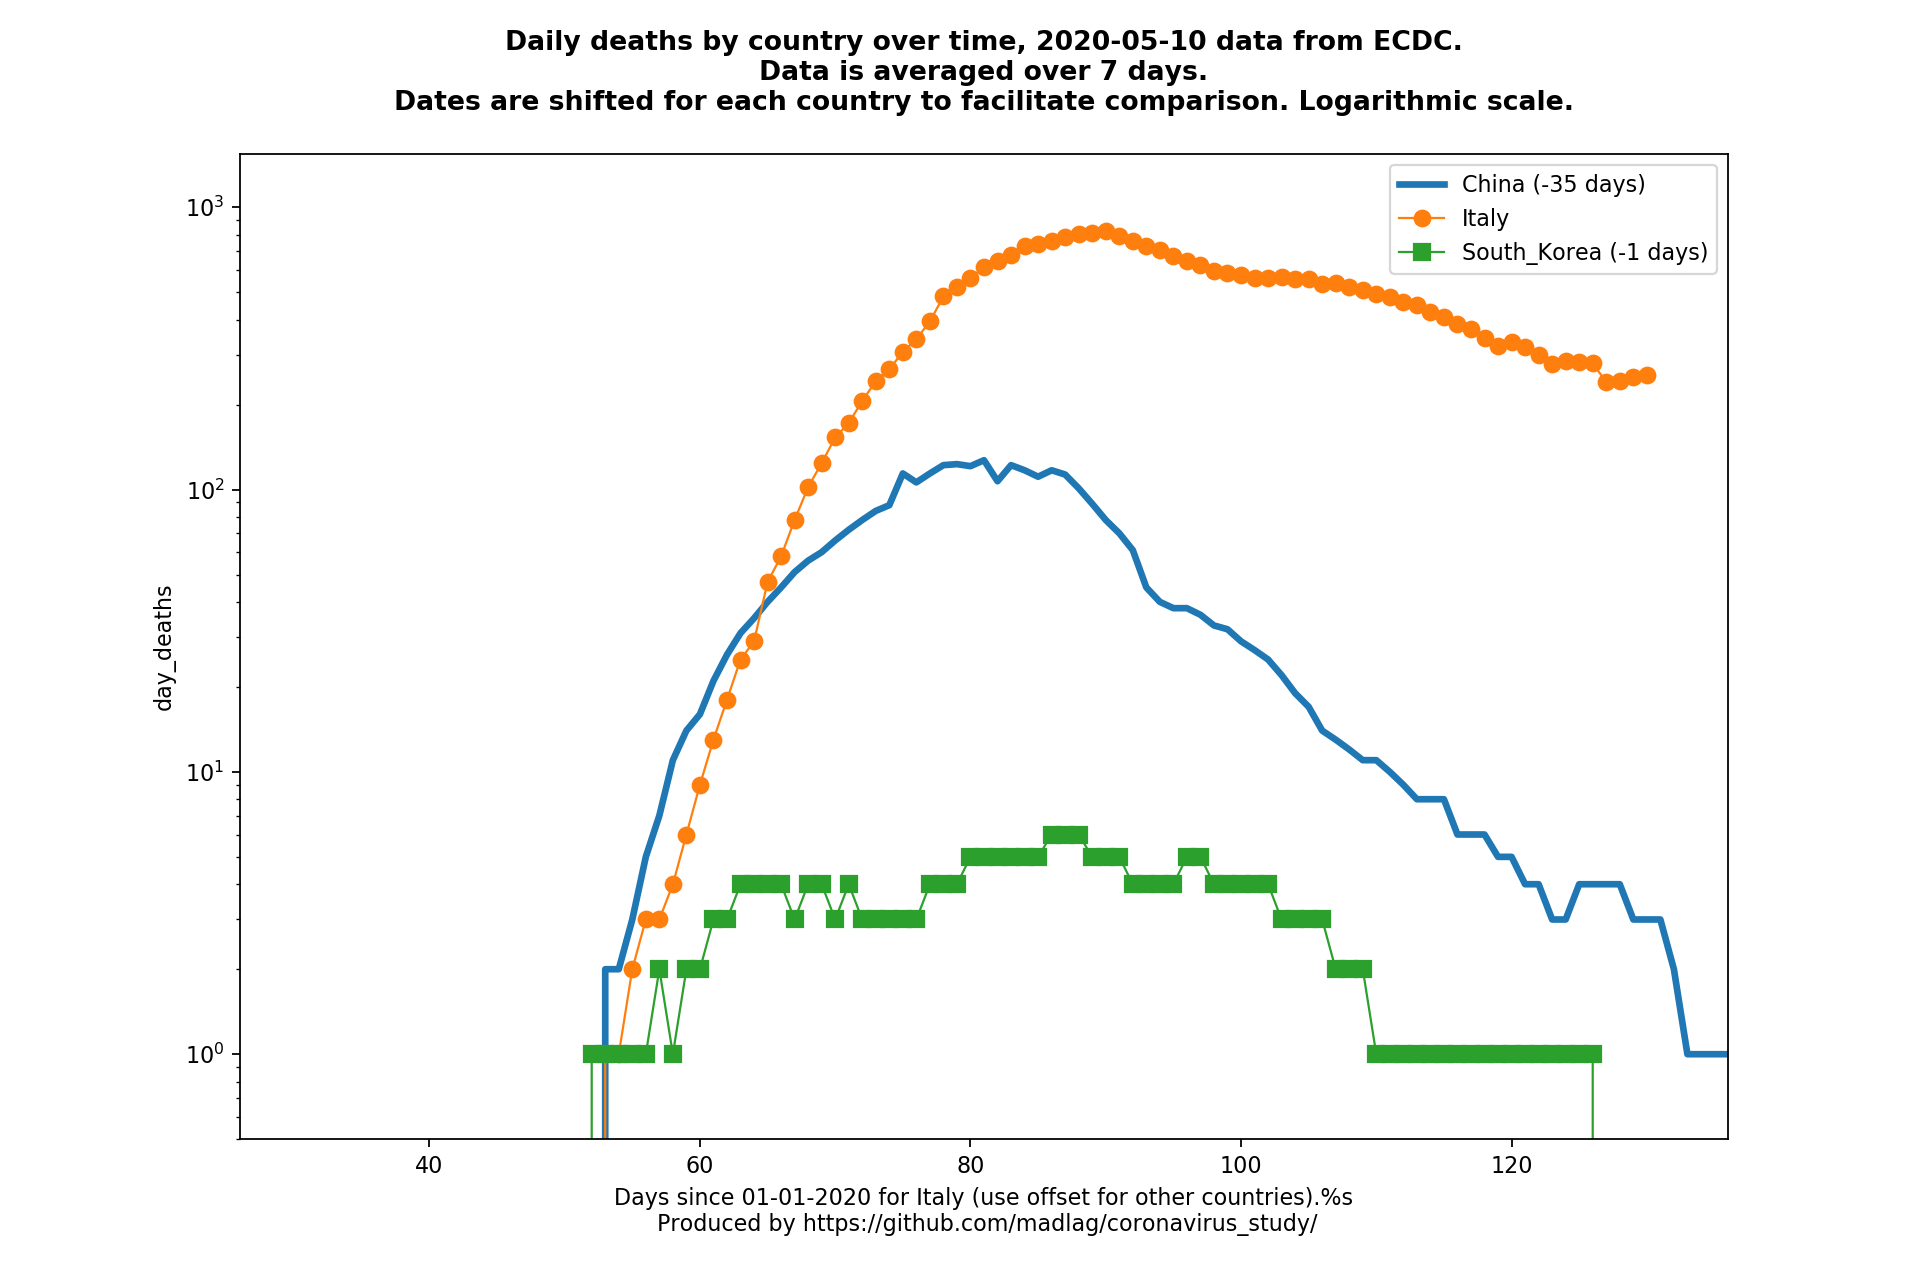 Daily deaths by country over time, 2020-05-10 data from ECDC.
Data is averaged over 7 days.
Dates are shifted for each country to facilitate comparison. Logarithmic scale.
China (-35 days)
Italy
South_Korea (-1 days)
10³
10²
10¹
10⁰
day_deaths
40 60 80 100 120
Days since 01-01-2020 for Italy (use offset for other countries).%s
Produced by https://github.com/madlag/coronavirus_study/